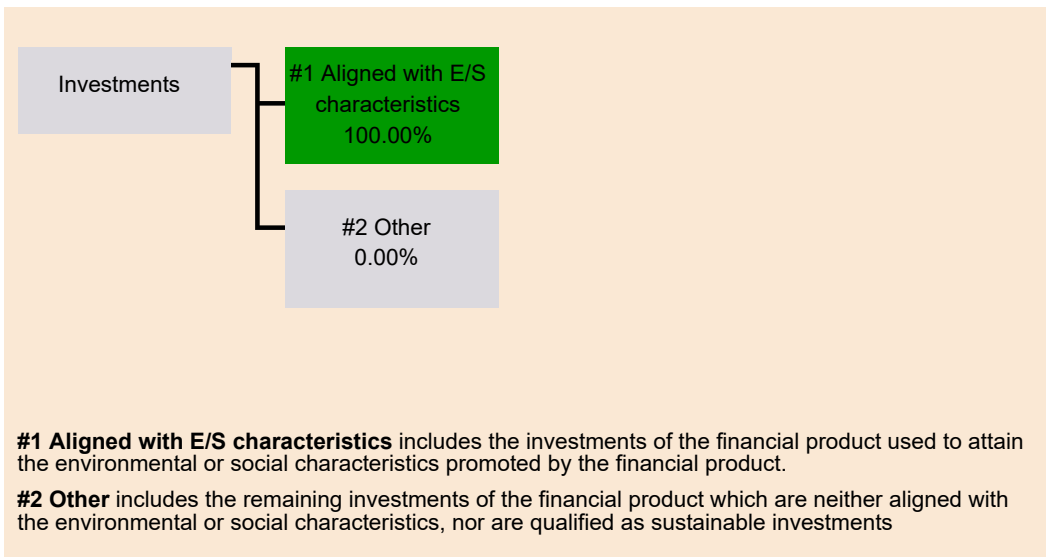 Investments
#1 Aligned with E/S
characteristics
100.00%
#2 Other
0.00%
#1 Aligned with E/S characteristics includes the investments of the financial product used to attain
the environmental or social characteristics promoted by the financial product.
#2 Other includes the remaining investments of the financial product which are neither aligned with
the environmental or social characteristics, nor are qualified as sustainable investments